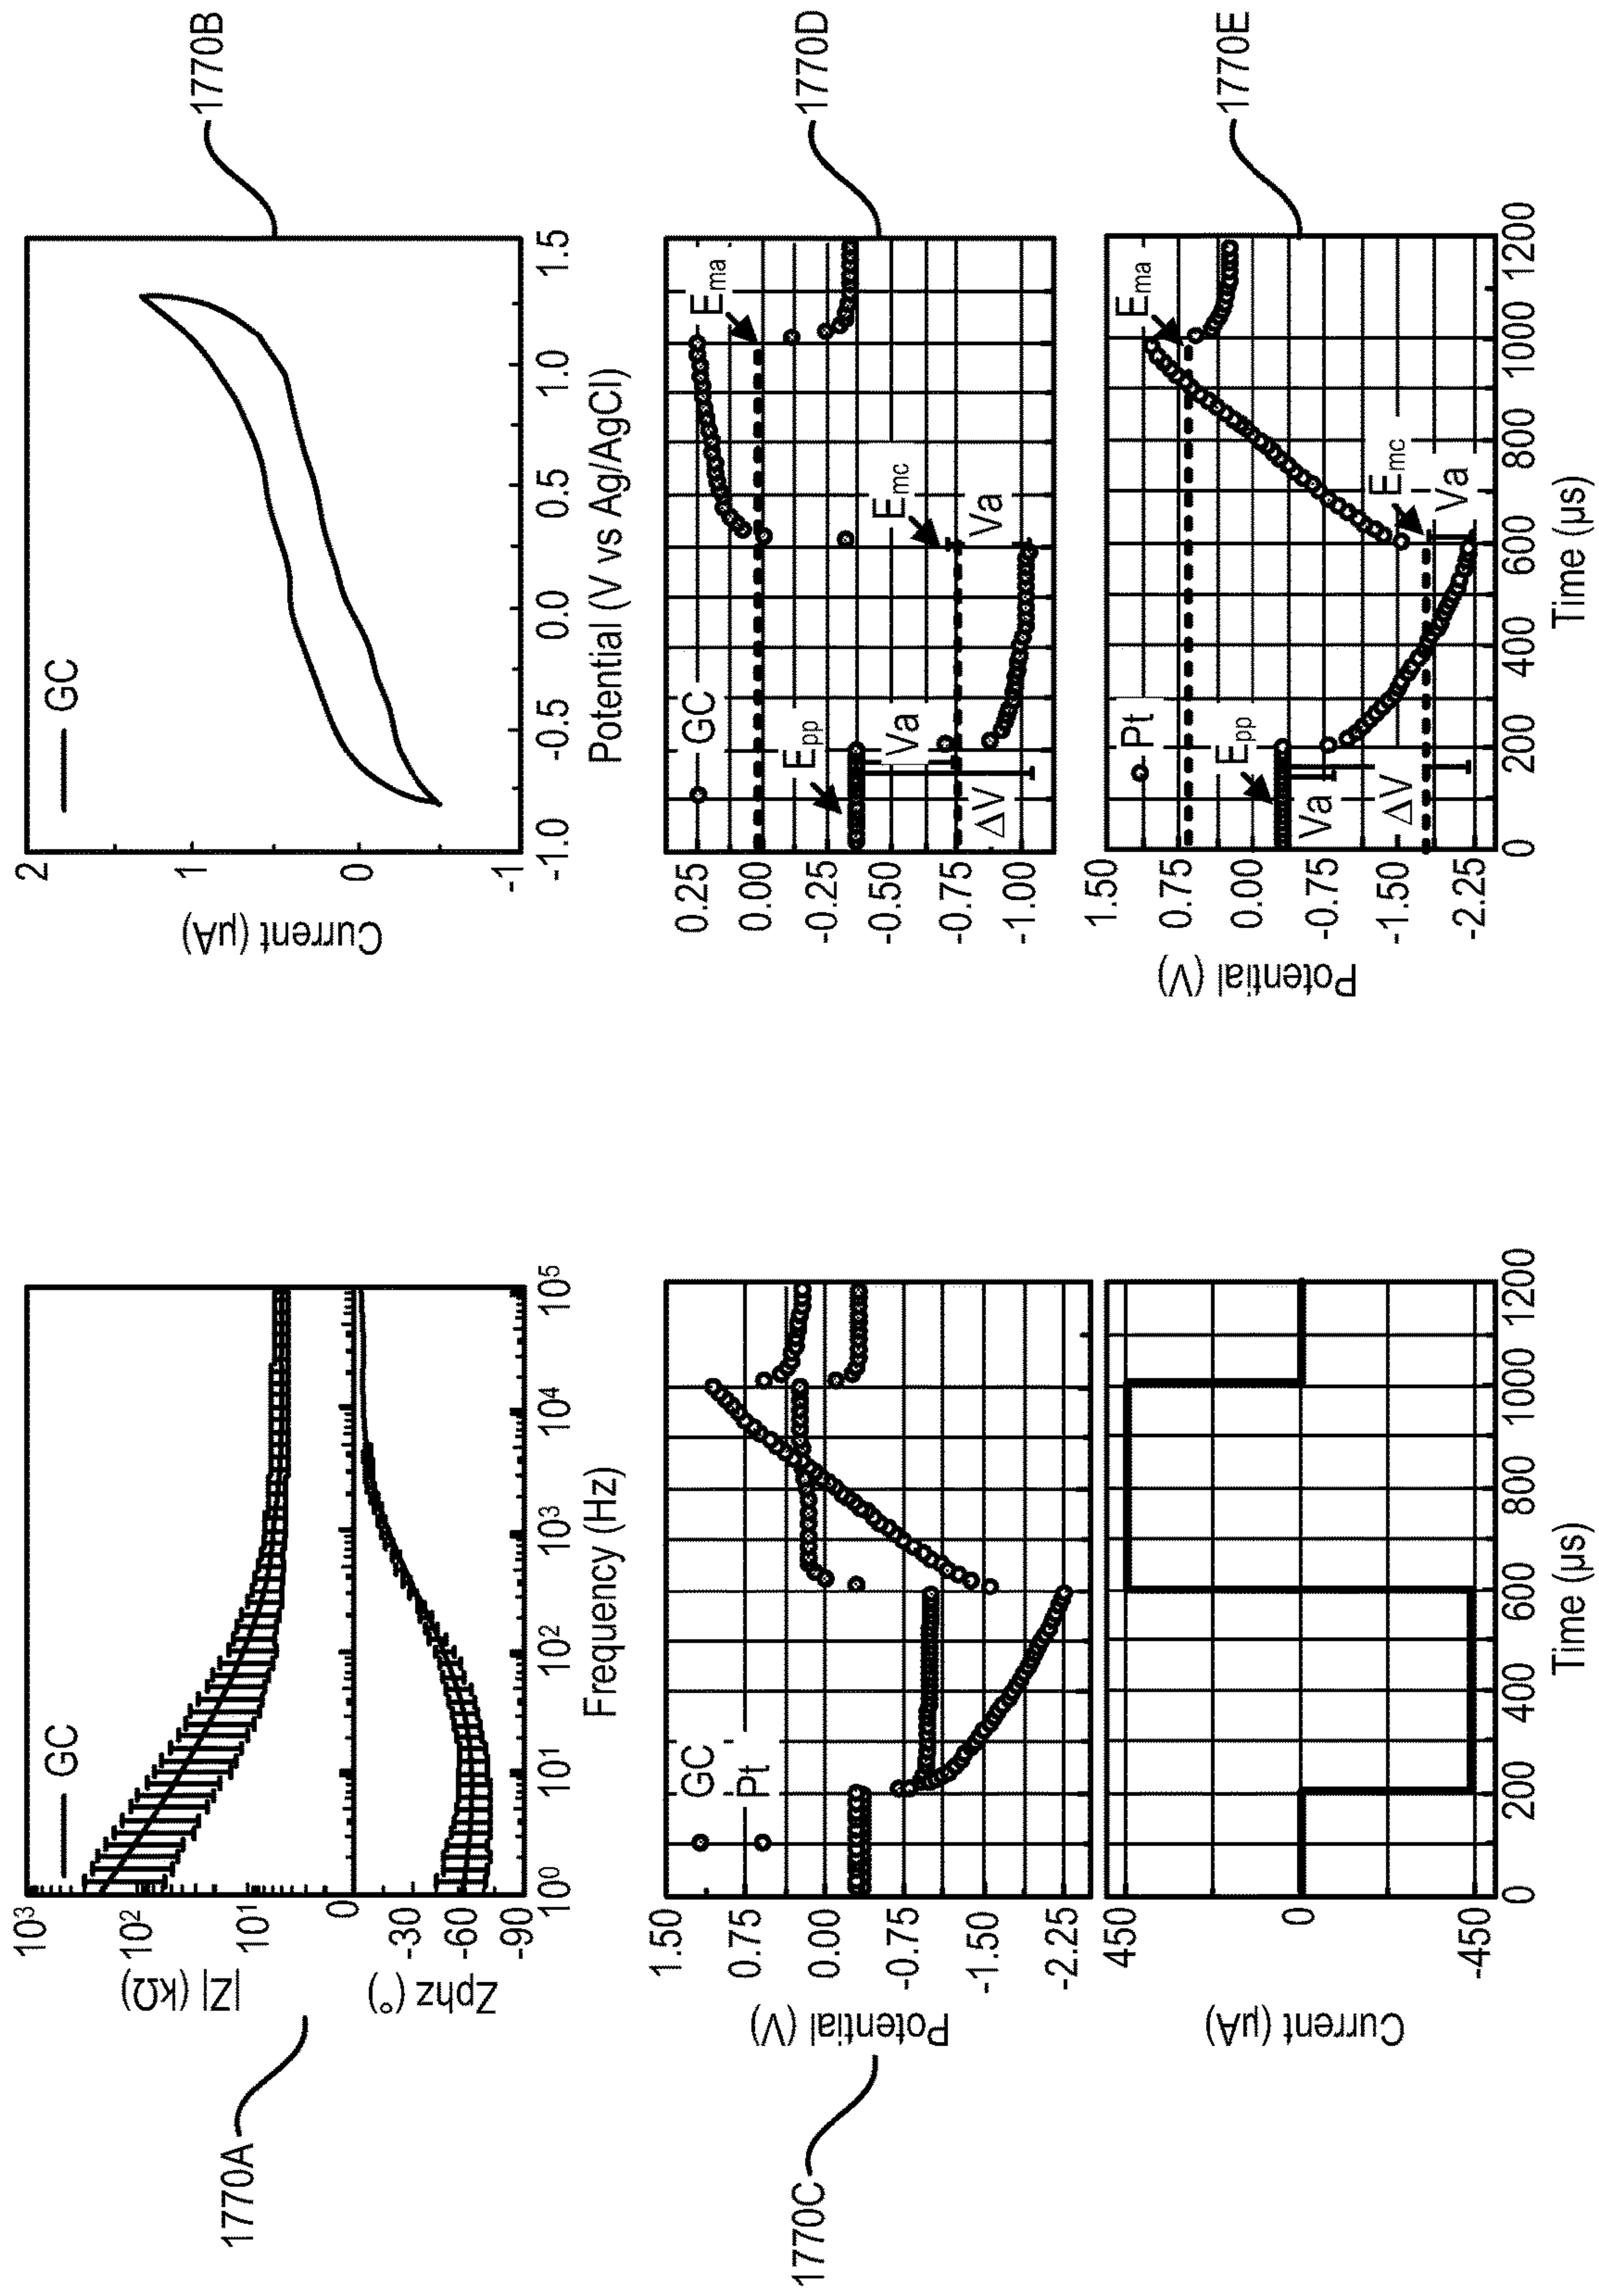 1770A
10³
10²
10¹
|Z| (kΩ)
GC
0
-30
-60
-90
Zphz (°)
10⁰
10¹
10²
10³
10⁴
10⁵
Frequency (Hz)
1770B
2
1
0
-1
Current (µA)
GC
-1.0
-0.5
0.0
0.5
1.0
1.5
Potential (V vs Ag/AgCl)
1770C
1.50
0.75
0.00
-0.75
-1.50
-2.25
Potential (V)
GC
Pt
450
0
-450
Current (µA)
0
200
400
600
800
1000
1200
Time (µs)
1770D
0.25
0.00
-0.25
-0.50
-0.75
-1.00
GC
Epp
Va
ΔV
Emc
Va
Ema
1770E
1.50
0.75
0.00
-0.75
-1.50
-2.25
Potential (V)
Pt
Epp
Va
ΔV
Emc
Va
Ema
0
200
400
600
800
1000
1200
Time (µs)